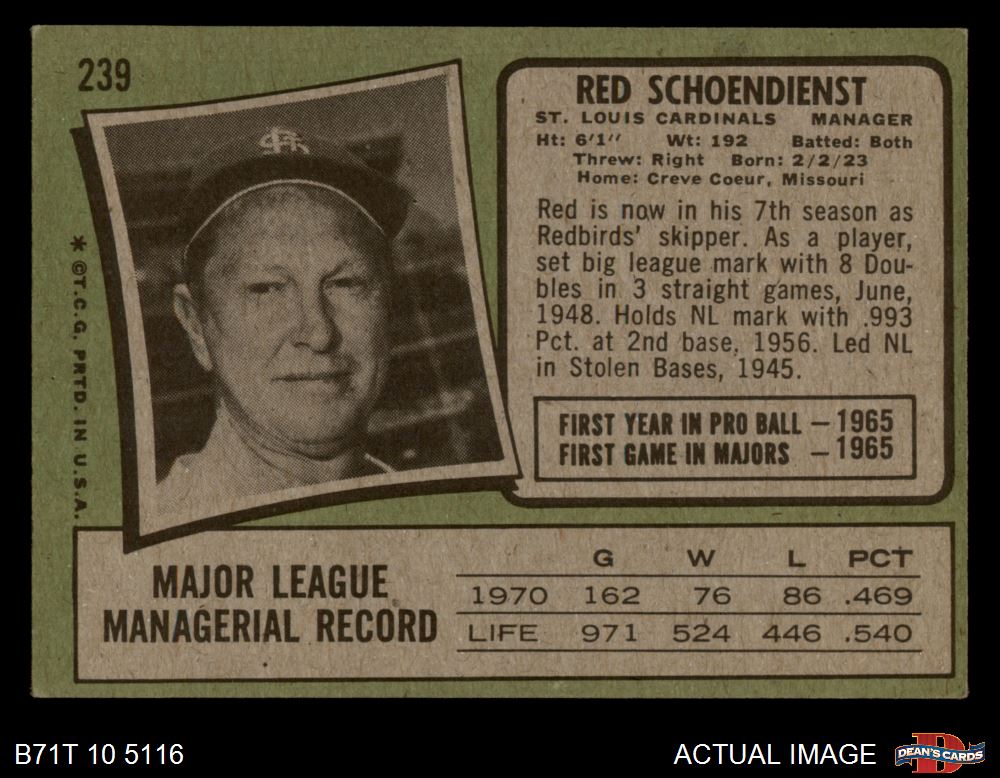 239
RED SCHOENDIENST
ST. LOUIS CARDINALS MANAGER
Ht: 6'1" Wt: 192 Batted: Both
Threw: Right Born: 2/2/23
Home: Creve Coeur, Missouri
Red is now in his 7th season as
Redbirds' skipper. As a player,
set big league mark with 8 Dou-
bles in 3 straight games, June,
1948. Holds NL mark with .993
Pct. at 2nd base, 1956. Led NL
in Stolen Bases, 1945.
FIRST YEAR IN PRO BALL — 1965
FIRST GAME IN MAJORS — 1965
* ©T.C.G. PRTD. IN U.S.A.
MAJOR LEAGUE
MANAGERIAL RECORD
G W L PCT
1970 162 76 86 .469
LIFE 971 524 446 .540
B71T 10 5116
ACTUAL IMAGE
DEAN'S CARDS